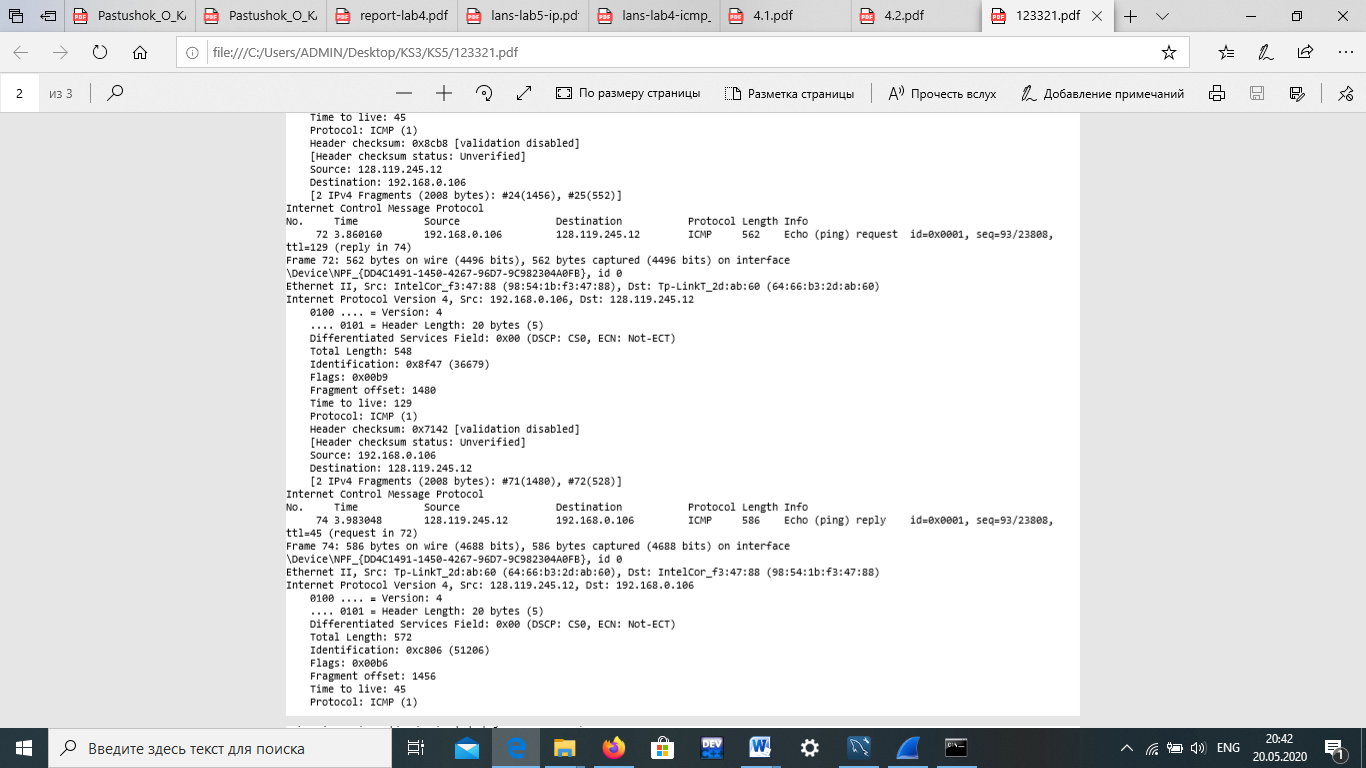 Pastushok_O_KA
Pastushok_O_KA
report-lab4.pdf
lans-lab5-ip.pdf
lans-lab4-icmp_
4.1.pdf
4.2.pdf
123321.pdf
file:///C:/Users/ADMIN/Desktop/KS3/KS5/123321.pdf
2 из 3
По размеру страницы
Разметка страницы
Прочесть вслух
Добавление примечаний
Time to live: 45
Protocol: ICMP (1)
Header checksum: 0x8cb8 [validation disabled]
[Header checksum status: Unverified]
Source: 128.119.245.12
Destination: 192.168.0.106
[2 IPv4 Fragments (2008 bytes): #24(1456), #25(552)]
Internet Control Message Protocol
No. Time Source Destination Protocol Length Info
72 3.860160 192.168.0.106 128.119.245.12 ICMP 562 Echo (ping) request id=0x0001, seq=93/23808,
ttl=129 (reply in 74)
Frame 72: 562 bytes on wire (4496 bits), 562 bytes captured (4496 bits) on interface
\Device\NPF_{DD4C1491-1450-4267-96D7-9C982304A0FB}, id 0
Ethernet II, Src: IntelCor_f3:47:88 (98:54:1b:f3:47:88), Dst: Tp-LinkT_2d:ab:60 (64:66:b3:2d:ab:60)
Internet Protocol Version 4, Src: 192.168.0.106, Dst: 128.119.245.12
0100 .... = Version: 4
.... 0101 = Header Length: 20 bytes (5)
Differentiated Services Field: 0x00 (DSCP: CS0, ECN: Not-ECT)
Total Length: 548
Identification: 0x8f47 (36679)
Flags: 0x00b9
Fragment offset: 1480
Time to live: 129
Protocol: ICMP (1)
Header checksum: 0x7142 [validation disabled]
[Header checksum status: Unverified]
Source: 192.168.0.106
Destination: 128.119.245.12
[2 IPv4 Fragments (2008 bytes): #71(1480), #72(528)]
Internet Control Message Protocol
No. Time Source Destination Protocol Length Info
74 3.983048 128.119.245.12 192.168.0.106 ICMP 586 Echo (ping) reply id=0x0001, seq=93/23808,
ttl=45 (request in 72)
Frame 74: 586 bytes on wire (4688 bits), 586 bytes captured (4688 bits) on interface
\Device\NPF_{DD4C1491-1450-4267-96D7-9C982304A0FB}, id 0
Ethernet II, Src: Tp-LinkT_2d:ab:60 (64:66:b3:2d:ab:60), Dst: IntelCor_f3:47:88 (98:54:1b:f3:47:88)
Internet Protocol Version 4, Src: 128.119.245.12, Dst: 192.168.0.106
0100 .... = Version: 4
.... 0101 = Header Length: 20 bytes (5)
Differentiated Services Field: 0x00 (DSCP: CS0, ECN: Not-ECT)
Total Length: 572
Identification: 0xc806 (51206)
Flags: 0x00b6
Fragment offset: 1456
Time to live: 45
Protocol: ICMP (1)
Введите здесь текст для поиска
DEV
ENG
20:42
20.05.2020
1